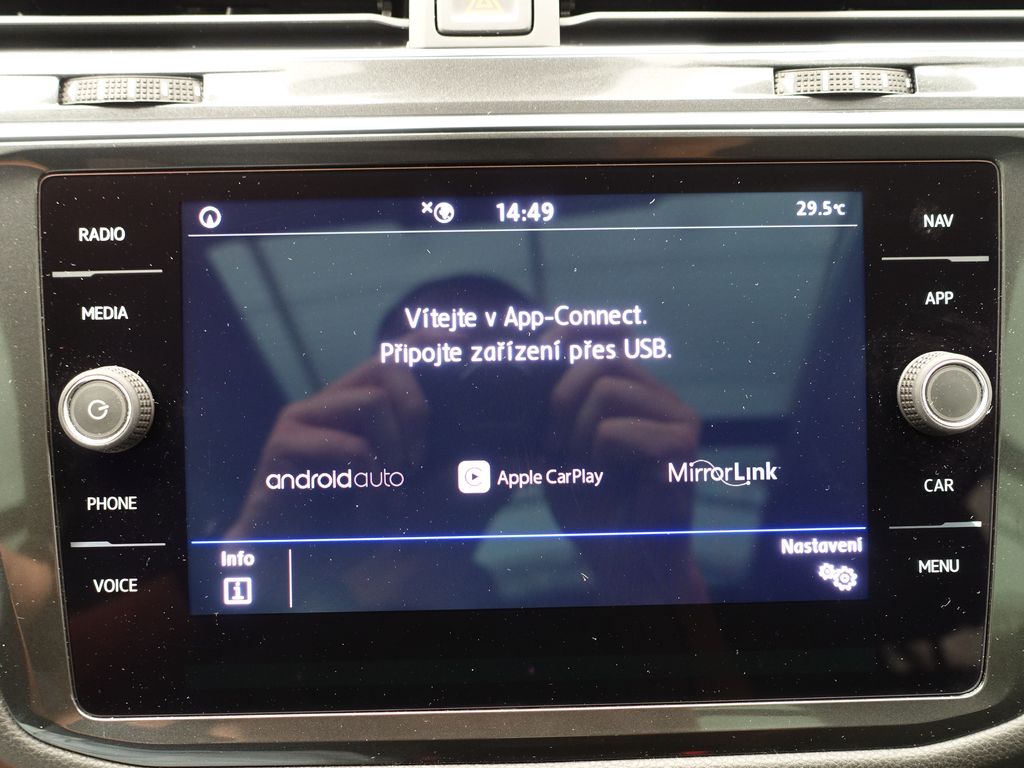 14:49
29.5°C
RADIO
NAV
MEDIA
APP
Vítejte v App-Connect.
Připojte zařízení přes USB.
androidauto
Apple CarPlay
MirrorLink
PHONE
CAR
Info
Nastavení
VOICE
MENU